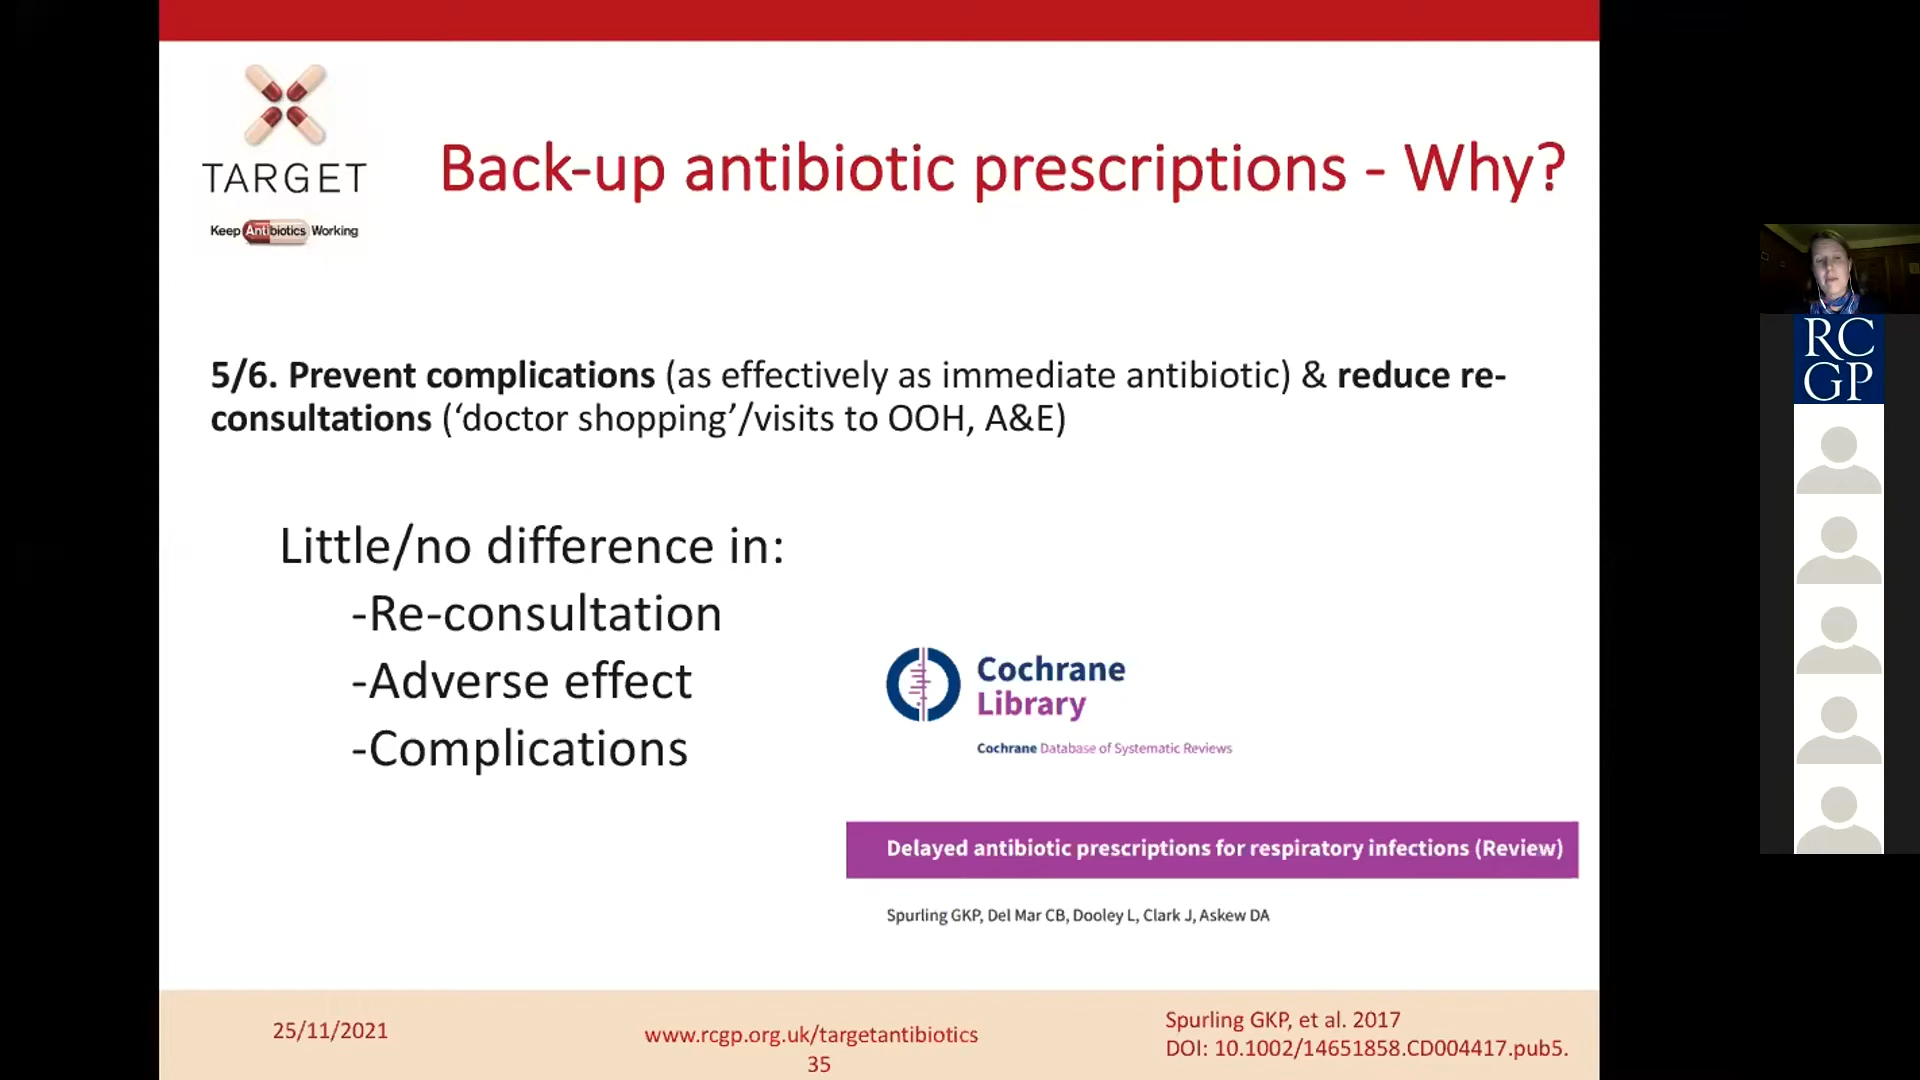 TARGET
Keep Antibiotics Working
Back-up antibiotic prescriptions - Why?
5/6. Prevent complications (as effectively as immediate antibiotic) & reduce re-
consultations (‘doctor shopping’/visits to OOH, A&E)
Little/no difference in:
-Re-consultation
-Adverse effect
-Complications
Cochrane
Library
Cochrane Database of Systematic Reviews
Delayed antibiotic prescriptions for respiratory infections (Review)
Spurling GKP, Del Mar CB, Dooley L, Clark J, Askew DA
25/11/2021
www.rcgp.org.uk/targetantibiotics
35
Spurling GKP, et al. 2017
DOI: 10.1002/14651858.CD004417.pub5.
RC
GP